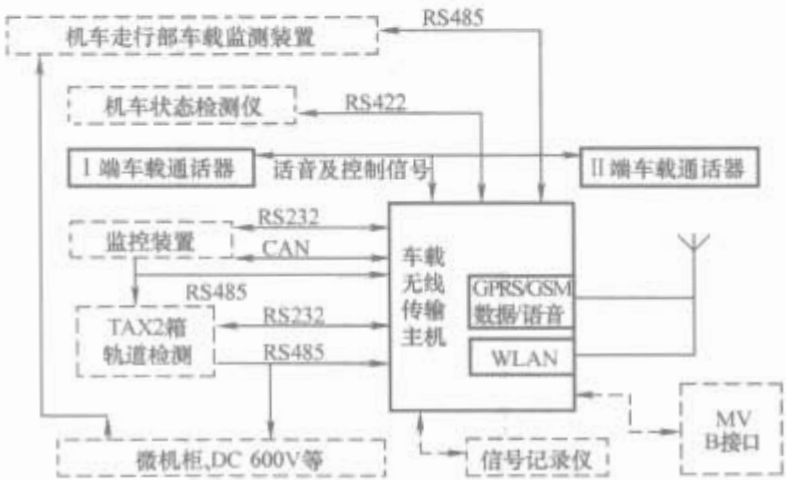 RS485
机车走行部车载监测装置
机车状态检测仪
RS422
I 端车载通话器
话音及控制信号
II 端车载通话器
RS232
监控装置
CAN
RS485
车载
无线
传输
主机
GPRS/GSM
数据/语音
TAX2箱
轨道检测
RS232
RS485
WLAN
MV
B接口
微机柜、DC 600V等
信号记录仪